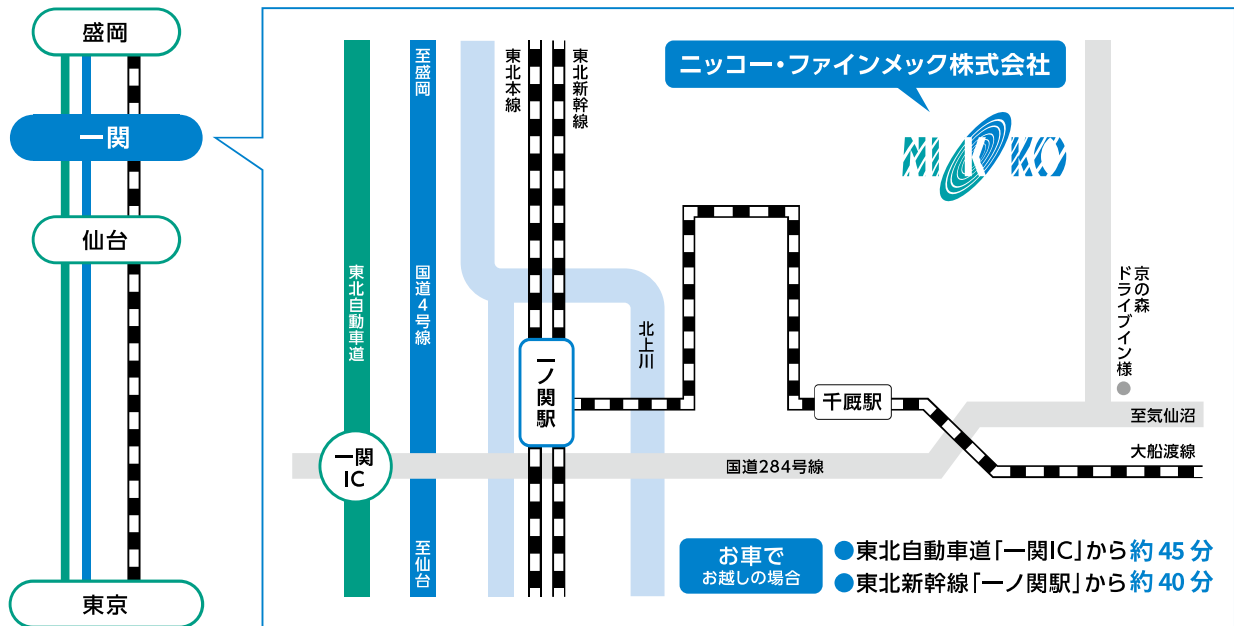 盛岡
一関
仙台
東京
東北自動車道
至盛岡
国道4号線
至仙台
東北本線
東北新幹線
ニッコー・ファインメック株式会社
NIKKO
北上川
一ノ関駅
千厩駅
京の森
ドライブイン様
至気仙沼
大船渡線
一関
IC
国道284号線
お車で
お越しの場合
●東北自動車道「一関IC」から約45分
●東北新幹線「一ノ関駅」から約40分